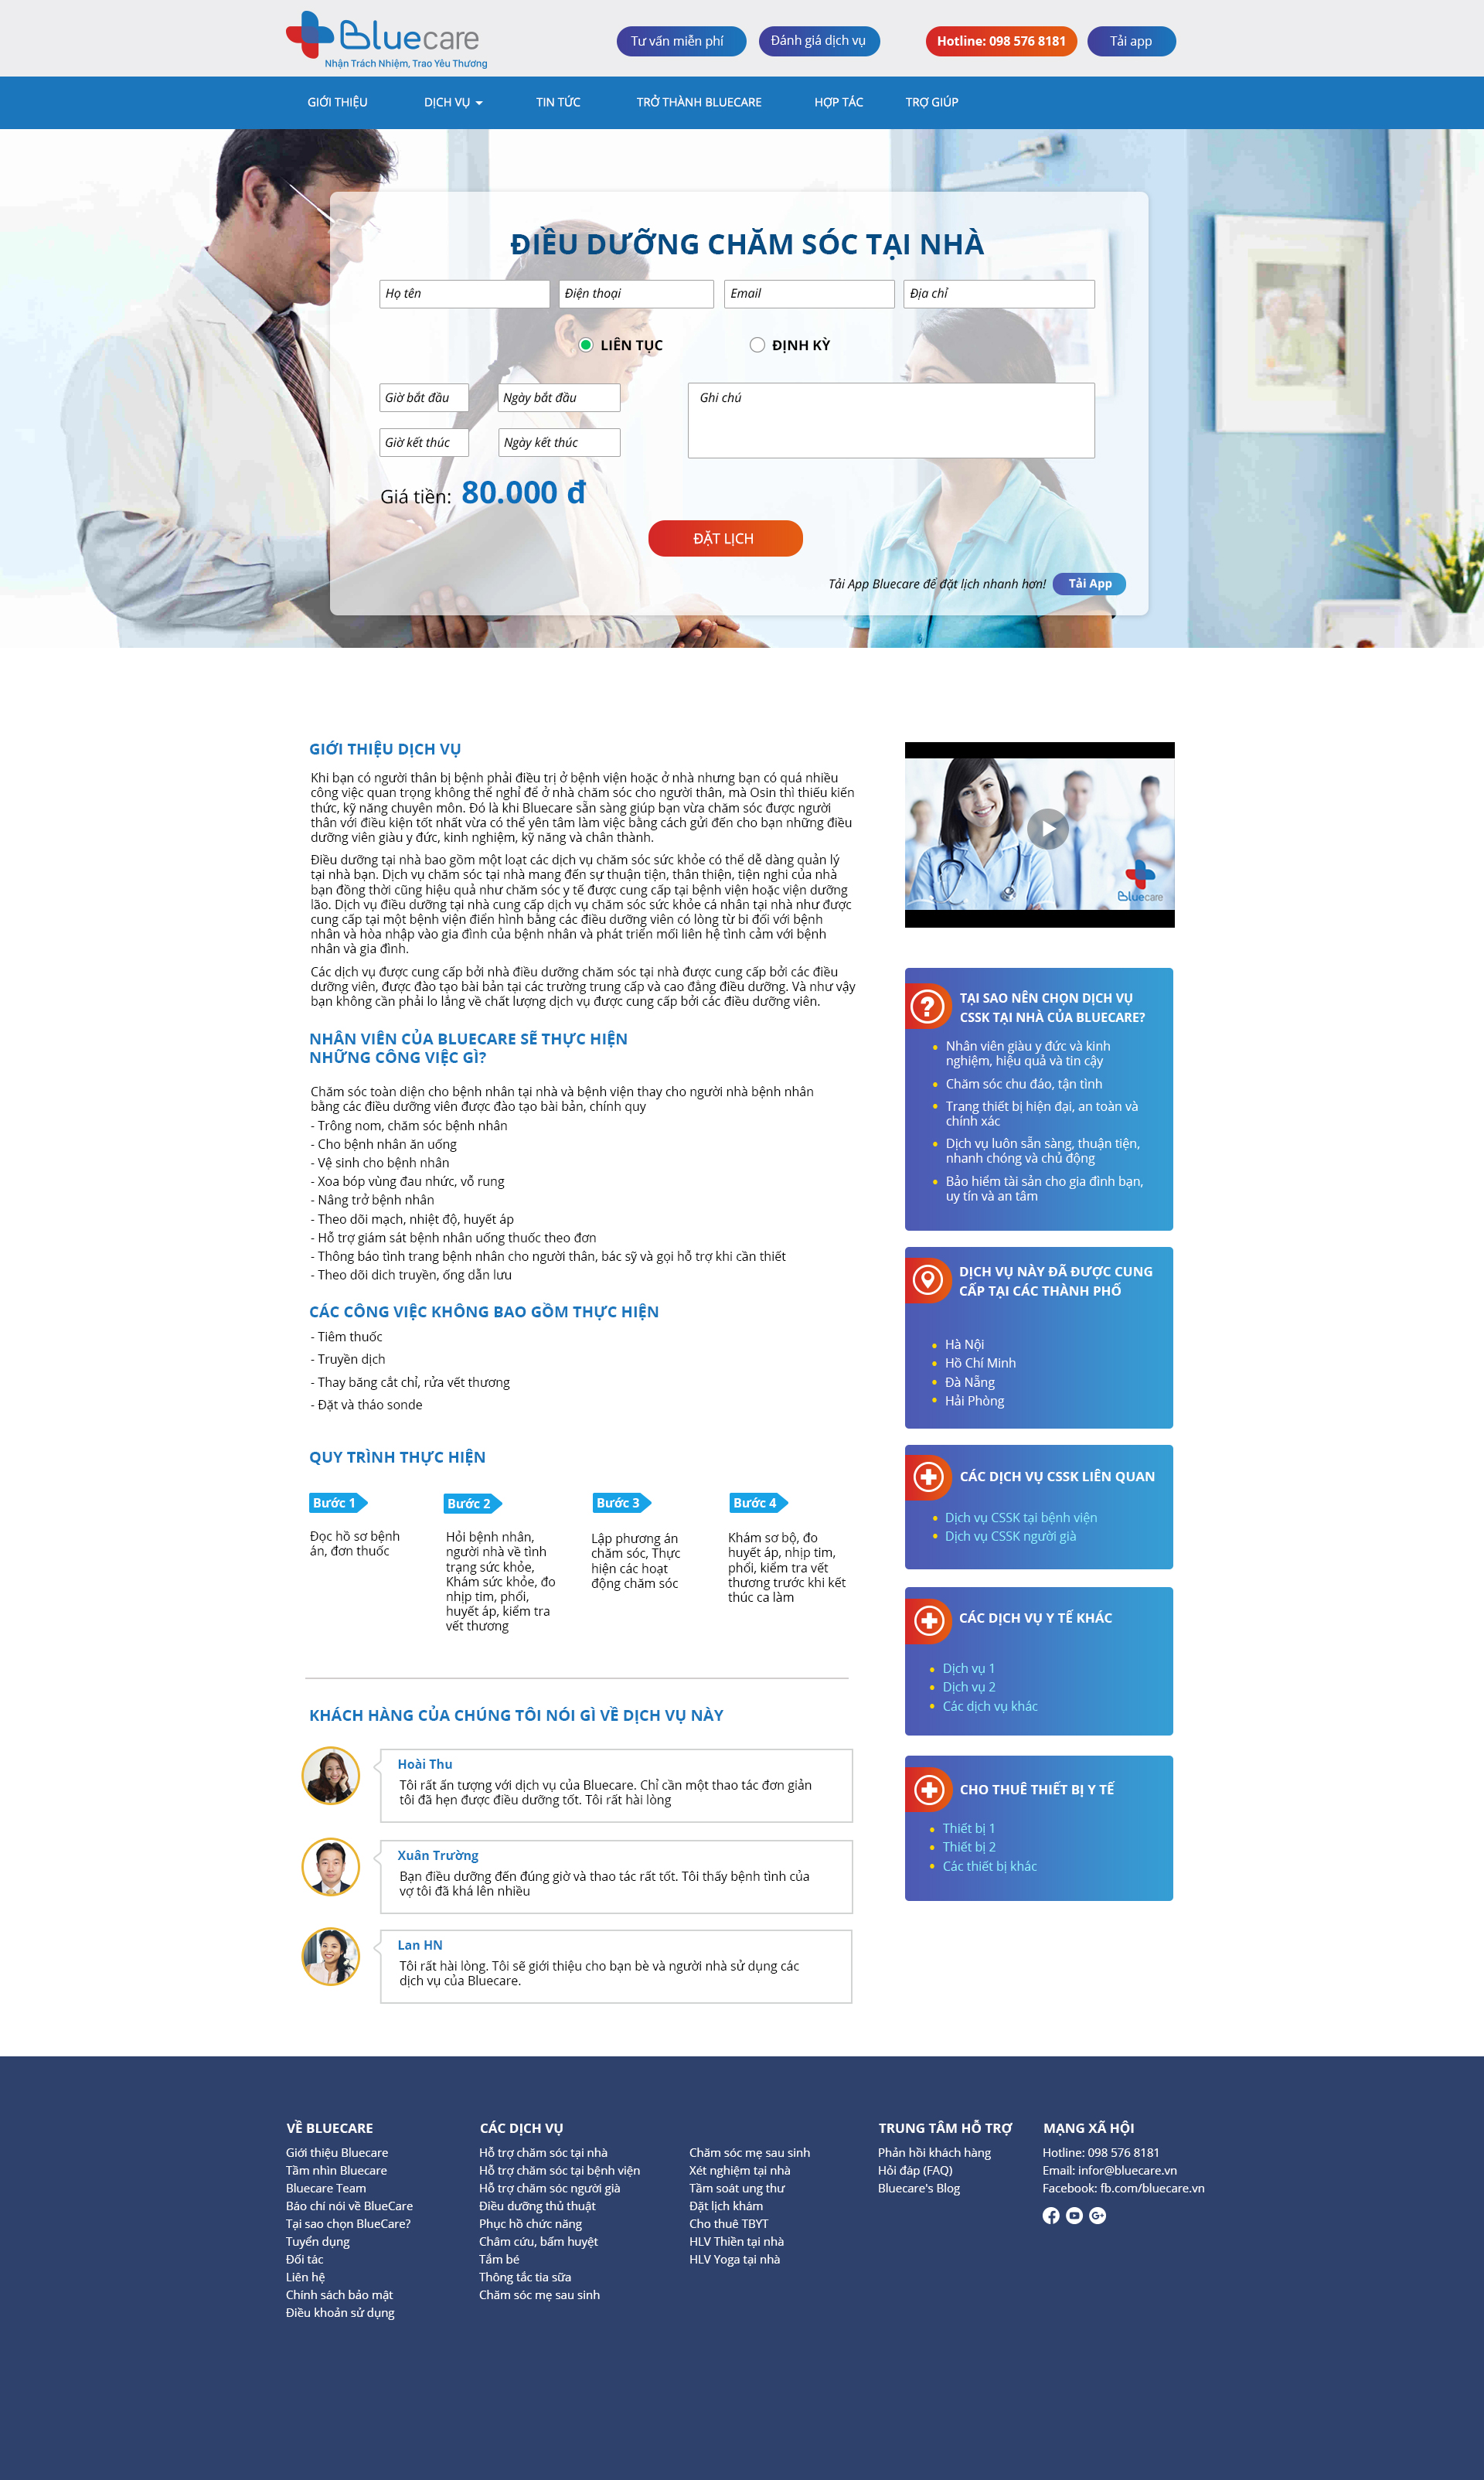 Bluecare
Nhận Trách Nhiệm, Trao Yêu Thương
Tư vấn miễn phí
Đánh giá dịch vụ
Hotline: 098 576 8181
Tải app
GIỚI THIỆU
DỊCH VỤ
TIN TỨC
TRỞ THÀNH BLUECARE
HỢP TÁC
TRỢ GIÚP
ĐIỀU DƯỠNG CHĂM SÓC TẠI NHÀ
Họ tên
Điện thoại
Email
Địa chỉ
LIÊN TỤC
ĐỊNH KỲ
Giờ bắt đầu
Ngày bắt đầu
Ghi chú
Giờ kết thúc
Ngày kết thúc
Giá tiền: 80.000 đ
ĐẶT LỊCH
Tải App Bluecare để đặt lịch nhanh hơn!
Tải App
GIỚI THIỆU DỊCH VỤ
Khi bạn có người thân bị bệnh phải điều trị ở bệnh viện hoặc ở nhà nhưng bạn có quá nhiều
công việc quan trọng không thể nghỉ để ở nhà chăm sóc cho người thân, mà Osin thì thiếu kiến
thức, kỹ năng chuyên môn. Đó là khi Bluecare sẵn sàng giúp bạn vừa chăm sóc được người
thân với điều kiện tốt nhất vừa có thể yên tâm làm việc bằng cách gửi đến cho bạn những điều
dưỡng viên giàu y đức, kinh nghiệm, kỹ năng và chân thành.
Điều dưỡng tại nhà bao gồm một loạt các dịch vụ chăm sóc sức khỏe có thể dễ dàng quản lý
tại nhà bạn. Dịch vụ chăm sóc tại nhà mang đến sự thuận tiện, thân thiện, tiện nghi của nhà
bạn đồng thời cũng hiệu quả như chăm sóc y tế được cung cấp tại bệnh viện hoặc viện dưỡng
lão. Dịch vụ điều dưỡng tại nhà cung cấp dịch vụ chăm sóc sức khỏe cá nhân tại nhà như được
cung cấp tại một bệnh viện điển hình bằng các điều dưỡng viên có lòng từ bi đối với bệnh
nhân và hòa nhập vào gia đình của bệnh nhân và phát triển mối liên hệ tình cảm với bệnh
nhân và gia đình.
Các dịch vụ được cung cấp bởi nhà điều dưỡng chăm sóc tại nhà được cung cấp bởi các điều
dưỡng viên, được đào tạo bài bản tại các trường trung cấp và cao đẳng điều dưỡng. Và như vậy
bạn không cần phải lo lắng về chất lượng dịch vụ được cung cấp bởi các điều dưỡng viên.
NHÂN VIÊN CỦA BLUECARE SẼ THỰC HIỆN
NHỮNG CÔNG VIỆC GÌ?
Chăm sóc toàn diện cho bệnh nhân tại nhà và bệnh viện thay cho người nhà bệnh nhân
bằng các điều dưỡng viên được đào tạo bài bản, chính quy
- Trông nom, chăm sóc bệnh nhân
- Cho bệnh nhân ăn uống
- Vệ sinh cho bệnh nhân
- Xoa bóp vùng đau nhức, vỗ rung
- Nâng trở bệnh nhân
- Theo dõi mạch, nhiệt độ, huyết áp
- Hỗ trợ giám sát bệnh nhân uống thuốc theo đơn
- Thông báo tình trang bệnh nhân cho người thân, bác sỹ và gọi hỗ trợ khi cần thiết
- Theo dõi dich truyền, ống dẫn lưu
CÁC CÔNG VIỆC KHÔNG BAO GỒM THỰC HIỆN
- Tiêm thuốc
- Truyền dịch
- Thay băng cắt chỉ, rửa vết thương
- Đặt và tháo sonde
QUY TRÌNH THỰC HIỆN
Bước 1
Đọc hồ sơ bệnh
án, đơn thuốc
Bước 2
Hỏi bệnh nhân,
người nhà về tình
trạng sức khỏe,
Khám sức khỏe, đo
nhịp tim, phổi,
huyết áp, kiểm tra
vết thương
Bước 3
Lập phương án
chăm sóc, Thực
hiện các hoạt
động chăm sóc
Bước 4
Khám sơ bộ, đo
huyết áp, nhịp tim,
phổi, kiểm tra vết
thương trước khi kết
thúc ca làm
KHÁCH HÀNG CỦA CHÚNG TÔI NÓI GÌ VỀ DỊCH VỤ NÀY
Hoài Thu
Tôi rất ấn tượng với dịch vụ của Bluecare. Chỉ cần một thao tác đơn giản
tôi đã hẹn được điều dưỡng tốt. Tôi rất hài lòng
Xuân Trường
Bạn điều dưỡng đến đúng giờ và thao tác rất tốt. Tôi thấy bệnh tình của
vợ tôi đã khá lên nhiều
Lan HN
Tôi rất hài lòng. Tôi sẽ giới thiệu cho bạn bè và người nhà sử dụng các
dịch vụ của Bluecare.
Bluecare
TẠI SAO NÊN CHỌN DỊCH VỤ
CSSK TẠI NHÀ CỦA BLUECARE?
Nhân viên giàu y đức và kinh
nghiệm, hiệu quả và tin cậy
Chăm sóc chu đáo, tận tình
Trang thiết bị hiện đại, an toàn và
chính xác
Dịch vụ luôn sẵn sàng, thuận tiện,
nhanh chóng và chủ động
Bảo hiểm tài sản cho gia đình bạn,
uy tín và an tâm
DỊCH VỤ NÀY ĐÃ ĐƯỢC CUNG
CẤP TẠI CÁC THÀNH PHỐ
Hà Nội
Hồ Chí Minh
Đà Nẵng
Hải Phòng
CÁC DỊCH VỤ CSSK LIÊN QUAN
Dịch vụ CSSK tại bệnh viện
Dịch vụ CSSK người già
CÁC DỊCH VỤ Y TẾ KHÁC
Dịch vụ 1
Dịch vụ 2
Các dịch vụ khác
CHO THUÊ THIẾT BỊ Y TẾ
Thiết bị 1
Thiết bị 2
Các thiết bị khác
VỀ BLUECARE
Giới thiệu Bluecare
Tầm nhìn Bluecare
Bluecare Team
Báo chí nói về BlueCare
Tại sao chọn BlueCare?
Tuyển dụng
Đối tác
Liên hệ
Chính sách bảo mật
Điều khoản sử dụng
CÁC DỊCH VỤ
Hỗ trợ chăm sóc tại nhà
Hỗ trợ chăm sóc tại bệnh viện
Hỗ trợ chăm sóc người già
Điều dưỡng thủ thuật
Phục hồ chức năng
Châm cứu, bấm huyệt
Tắm bé
Thông tắc tia sữa
Chăm sóc mẹ sau sinh
Chăm sóc mẹ sau sinh
Xét nghiệm tại nhà
Tầm soát ung thư
Đặt lịch khám
Cho thuê TBYT
HLV Thiền tại nhà
HLV Yoga tại nhà
TRUNG TÂM HỖ TRỢ
Phản hồi khách hàng
Hỏi đáp (FAQ)
Bluecare's Blog
MẠNG XÃ HỘI
Hotline: 098 576 8181
Email: infor@bluecare.vn
Facebook: fb.com/bluecare.vn